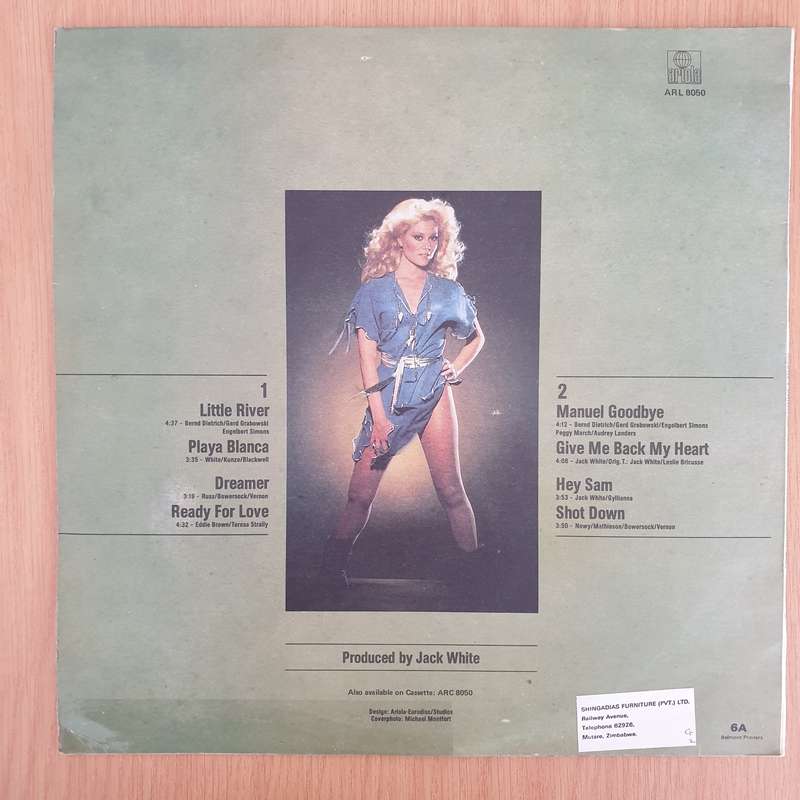 ariola
ARL 8050
1
Little River
4:37 - Bernd Dietrich/Gerd Grabowski
Engelbert Simons
Playa Blanca
3:35 - White/Kunze/Blackwell
Dreamer
3:19 - Russ/Bowersock/Vernon
Ready For Love
4:32 - Eddie Brown/Teresa Straily
2
Manuel Goodbye
4:12 - Bernd Dietrich/Gerd Grabowski/Engelbert Simons
Peggy March/Audrey Landers
Give Me Back My Heart
4:08 - Jack White/Orig.T.: Jack White/Leslie Bricusse
Hey Sam
3:53 - Jack White/Gyllianna
Shot Down
3:50 - Nowy/Mathieson/Bowersock/Vernon
Produced by Jack White
Also available on Cassette: ARC 8050
Design: Ariola-Eurodisc/Studios
Coverphoto: Michael Montfort
SHINGADIAS FURNITURE (PVT.) LTD.
Railway Avenue,
Telephone 62926,
Mutare, Zimbabwe.
6A
Belmont Printers